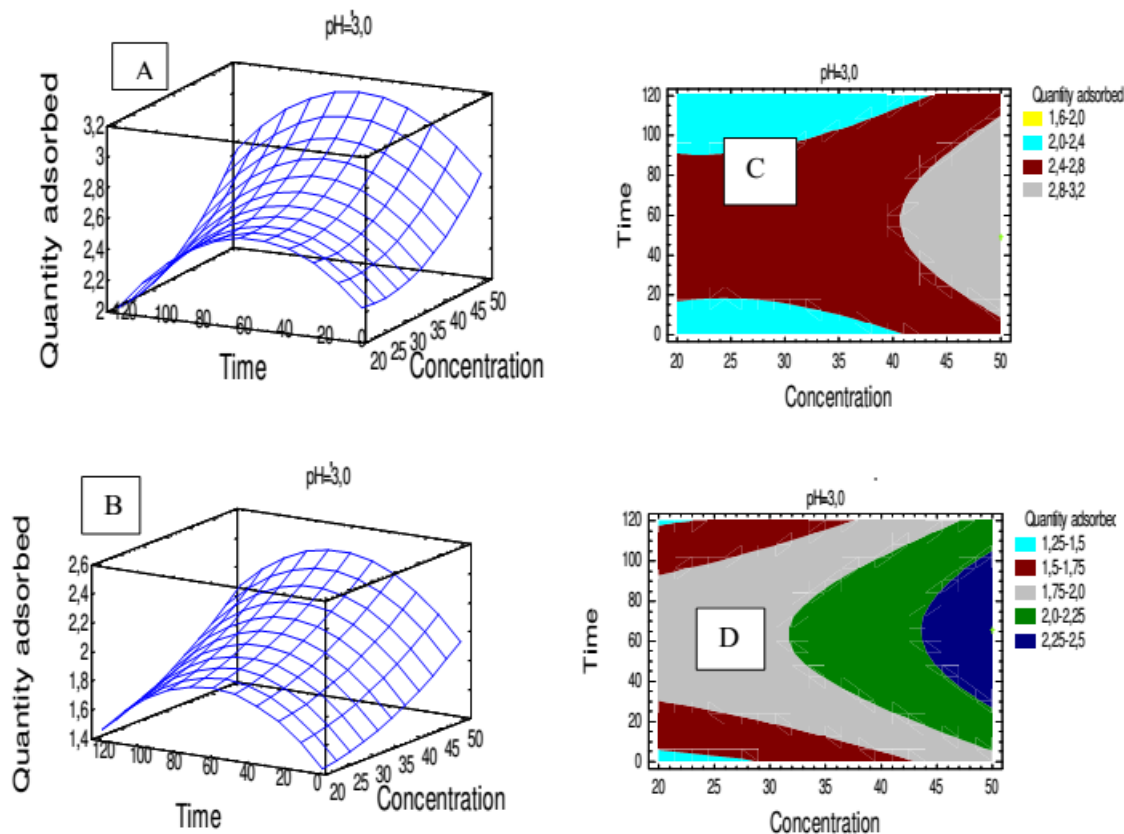 pH=3,0
A
Quantity adsorbed
3,2
3
2,8
2,6
2,4
2,2
2
120 100 80 60 40 20 0
Time
20 25 30 35 40 45 50
Concentration
pH=3,0
Quantity adsorbed
1,6-2,0
2,0-2,4
2,4-2,8
2,8-3,2
C
Time
120
100
80
60
40
20
0
20 25 30 35 40 45 50
Concentration
pH=3,0
B
Quantity adsorbed
2,6
2,4
2,2
2
1,8
1,6
1,4
120 100 80 60 40 20 0
Time
20 25 30 35 40 45 50
Concentration
pH=3,0
Quantity adsorbed
1,25-1,5
1,5-1,75
1,75-2,0
2,0-2,25
2,25-2,5
D
Time
120
100
80
60
40
20
0
20 25 30 35 40 45 50
Concentration